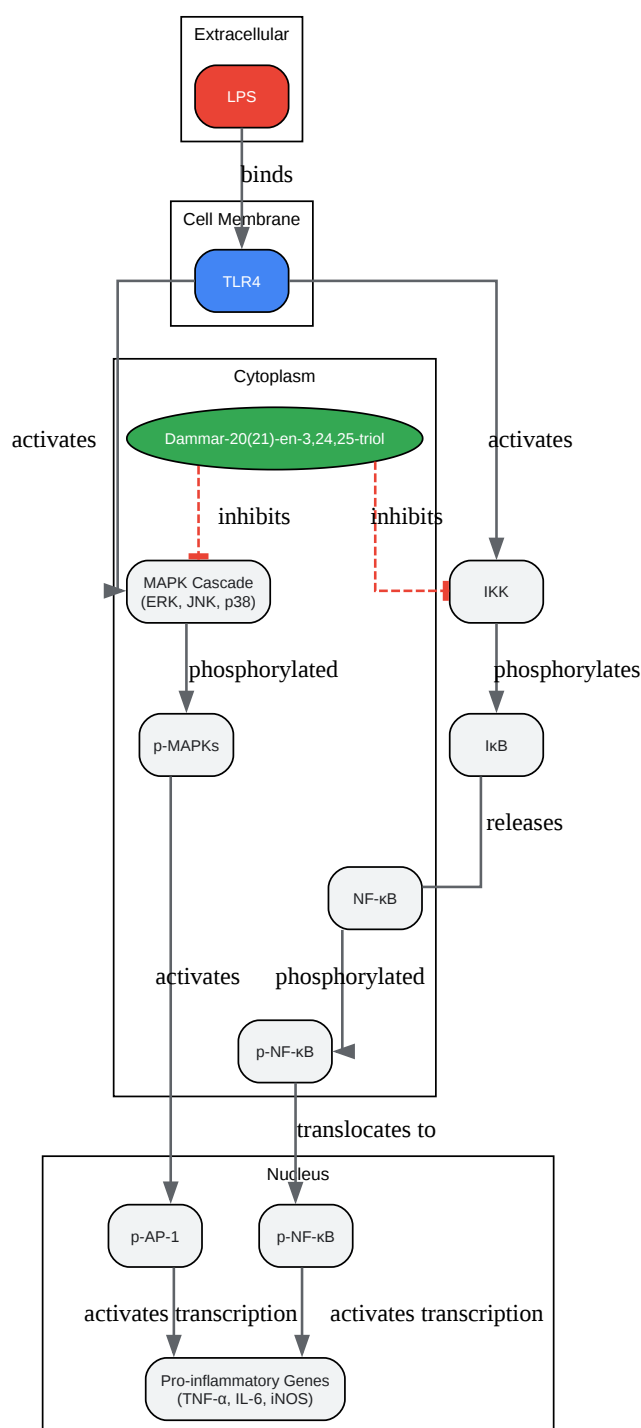 Extracellular
LPS
binds
Cell Membrane
TLR4
Cytoplasm
activates
Dammar-20(21)-en-3,24,25-triol
activates
inhibits
inhibits
MAPK Cascade
(ERK, JNK, p38)
IKK
phosphorylated
phosphorylates
p-MAPKs
IκB
releases
NF-κB
activates
phosphorylated
p-NF-κB
translocates to
Nucleus
p-AP-1
p-NF-κB
activates transcription
activates transcription
Pro-inflammatory Genes
(TNF-α, IL-6, iNOS)